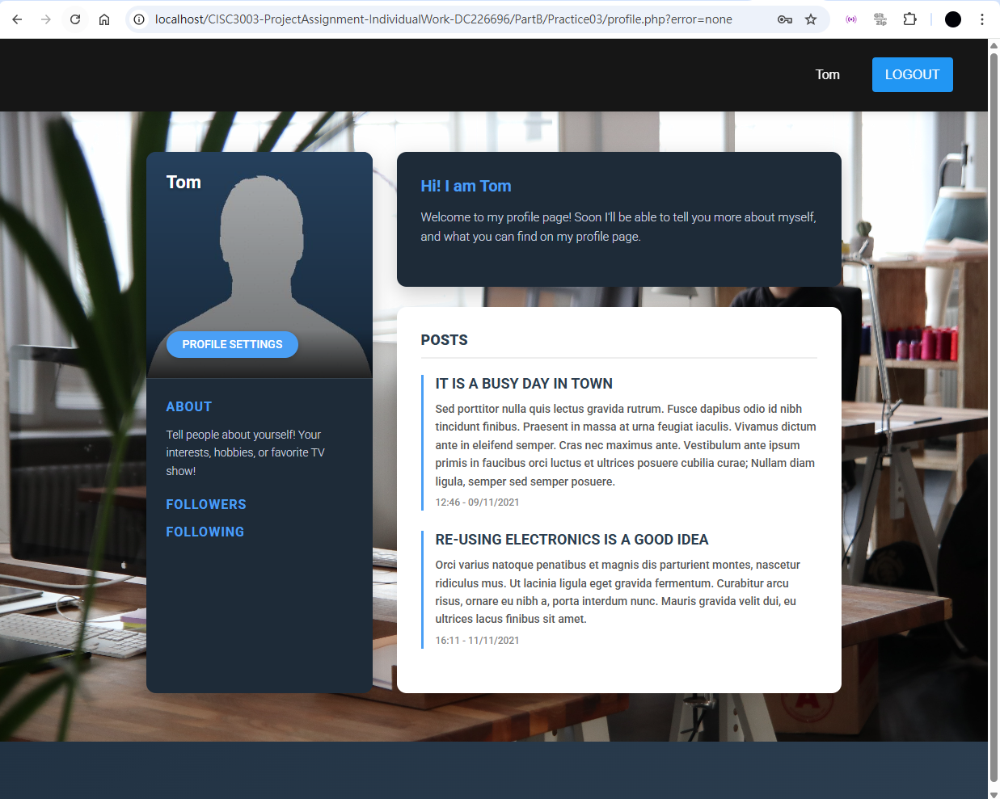 localhost/CISC3003-ProjectAssignment-IndividualWork-DC226696/PartB/Practice03/profile.php?error=none
Git
Zip
Tom
LOGOUT
Tom
PROFILE SETTINGS
ABOUT
Tell people about yourself! Your
interests, hobbies, or favorite TV
show!
FOLLOWERS
FOLLOWING
Hi! I am Tom
Welcome to my profile page! Soon I'll be able to tell you more about myself,
and what you can find on my profile page.
POSTS
IT IS A BUSY DAY IN TOWN
Sed porttitor nulla quis lectus gravida rutrum. Fusce dapibus odio id nibh
tincidunt finibus. Praesent in massa at urna feugiat iaculis. Vivamus dictum
ante in eleifend semper. Cras nec maximus ante. Vestibulum ante ipsum
primis in faucibus orci luctus et ultrices posuere cubilia curae; Nullam diam
ligula, semper sed semper posuere.
12:46 - 09/11/2021
RE-USING ELECTRONICS IS A GOOD IDEA
Orci varius natoque penatibus et magnis dis parturient montes, nascetur
ridiculus mus. Ut lacinia ligula eget gravida fermentum. Curabitur arcu
risus, ornare eu nibh a, porta interdum nunc. Mauris gravida velit dui, eu
ultrices lacus finibus sit amet.
16:11 - 11/11/2021